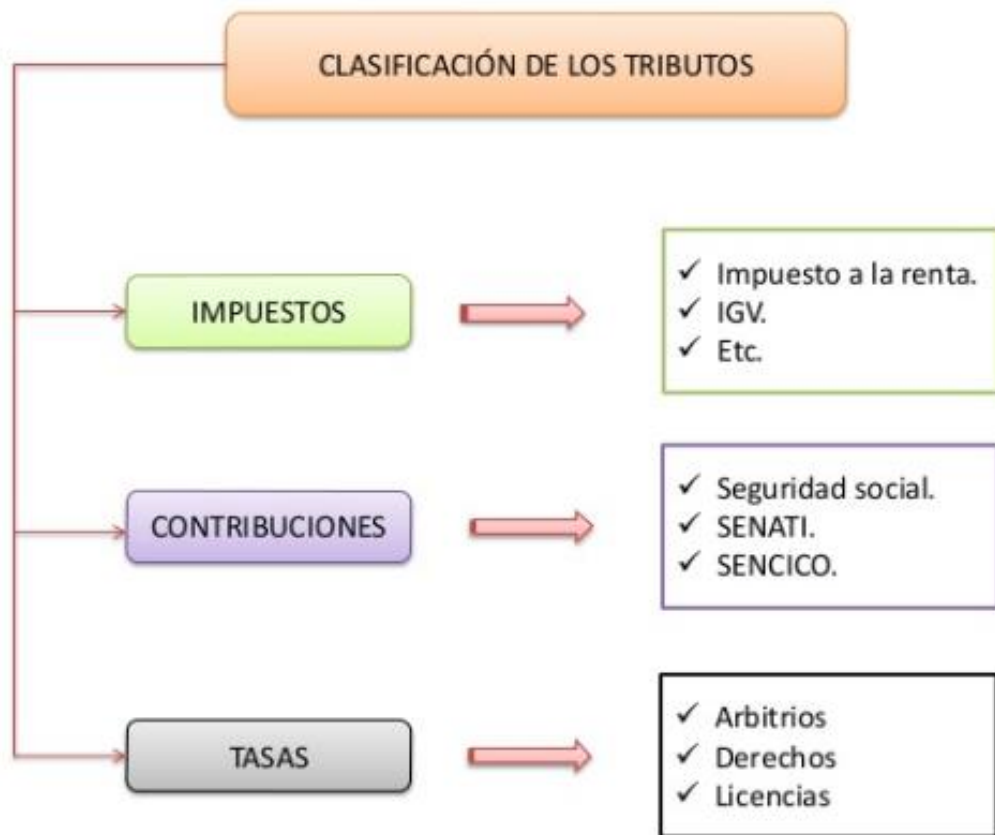 CLASIFICACIÓN DE LOS TRIBUTOS
IMPUESTOS
✓ Impuesto a la renta.
✓ IGV.
✓ Etc.
CONTRIBUCIONES
✓ Seguridad social.
✓ SENATI.
✓ SENCICO.
TASAS
✓ Arbitrios
✓ Derechos
✓ Licencias